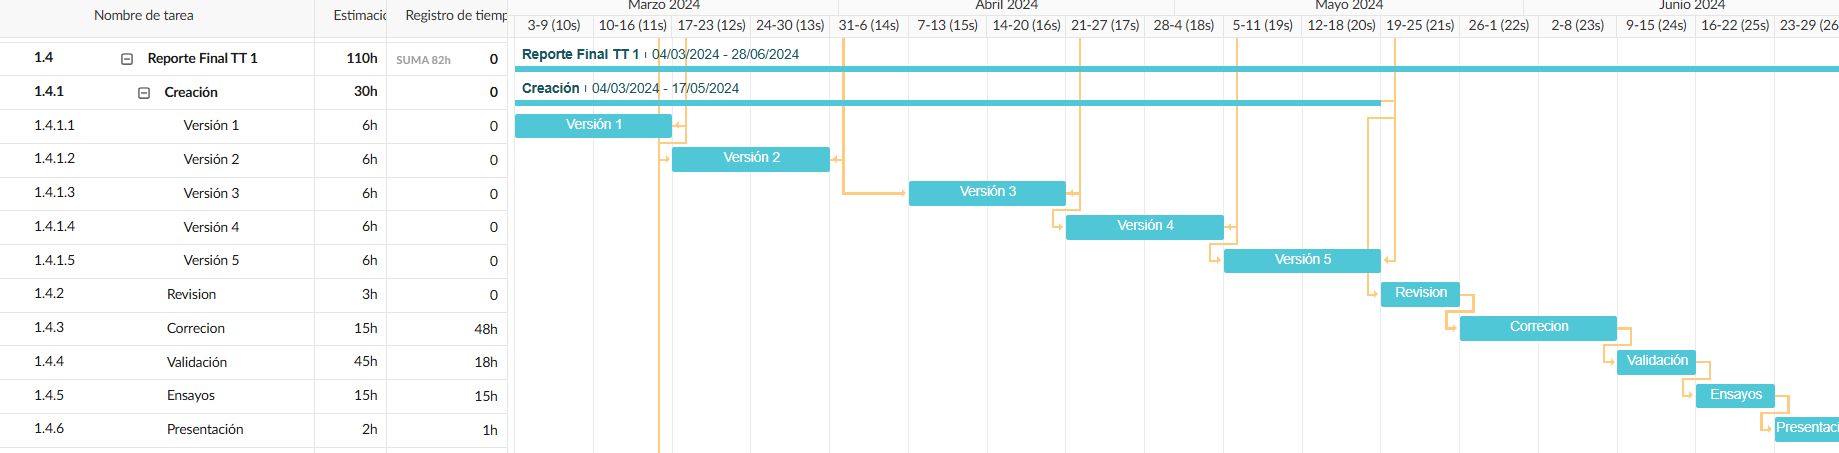 Nombre de tarea Estimació Registro de tiemp Marzo 2024 Abril 2024 Mayo 2024 Junio 2024
3-9 (10s) 10-16 (11s) 17-23 (12s) 24-30 (13s) 31-6 (14s) 7-13 (15s) 14-20 (16s) 21-27 (17s) 28-4 (18s) 5-11 (19s) 12-18 (20s) 19-25 (21s) 26-1 (22s) 2-8 (23s) 9-15 (24s) 16-22 (25s) 23-29 (26
1.4 Reporte Final TT 1 110h SUMA 82h 0 Reporte Final TT 1 04/03/2024 - 28/06/2024
1.4.1 Creación 30h 0 Creación 04/03/2024 - 17/05/2024
1.4.1.1 Versión 1 6h 0 Versión 1
1.4.1.2 Versión 2 6h 0 Versión 2
1.4.1.3 Versión 3 6h 0 Versión 3
1.4.1.4 Versión 4 6h 0 Versión 4
1.4.1.5 Versión 5 6h 0 Versión 5
1.4.2 Revision 3h 0 Revision
1.4.3 Correcion 15h 48h Correcion
1.4.4 Validación 45h 18h Validación
1.4.5 Ensayos 15h 15h Ensayos
1.4.6 Presentación 2h 1h Presentaci